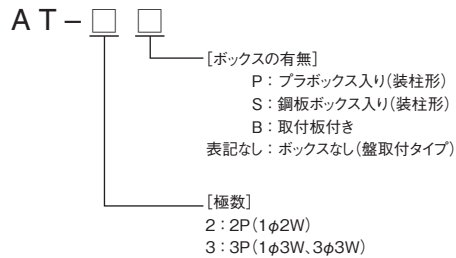 AT-□□
[ボックスの有無]
P：プラボックス入り(装柱形)
S：鋼板ボックス入り(装柱形)
B：取付板付き
表記なし：ボックスなし(盤取付タイプ)
[極数]
2：2P(1φ2W)
3：3P(1φ3W、3φ3W)